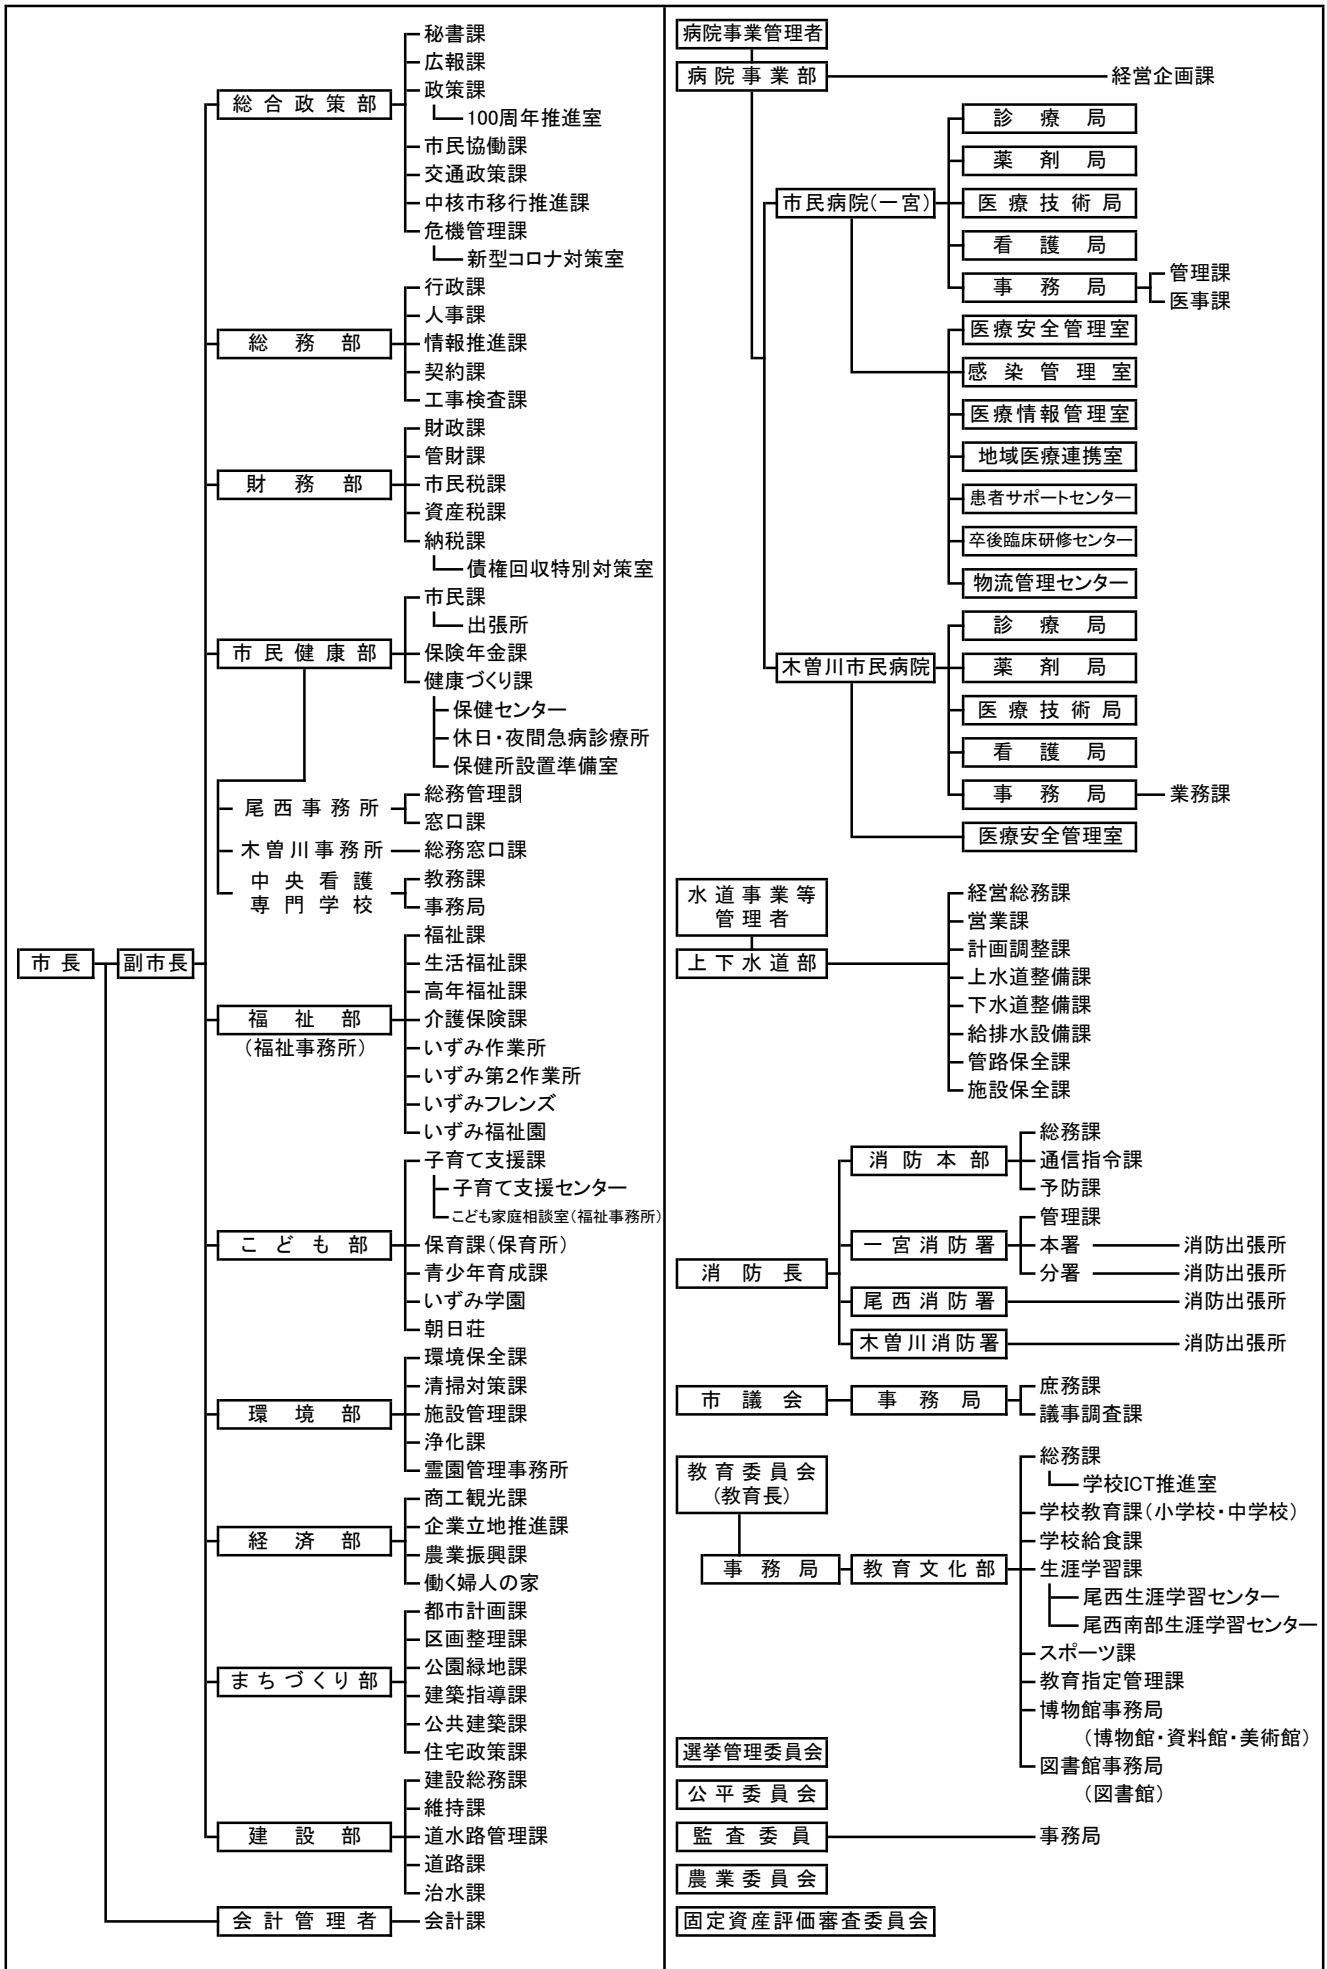 秘書課
広報課
政策課
総合政策部
100周年推進室
市民協働課
交通政策課
中核市移行推進課
危機管理課
新型コロナ対策室
行政課
人事課
総務部
情報推進課
契約課
工事検査課
財政課
管財課
財務部
市民税課
資産税課
納税課
債権回収特別対策室
市民課
出張所
市民健康部
保険年金課
健康づくり課
保健センター
休日・夜間急病診療所
保健所設置準備室
尾西事務所
総務管理課
窓口課
木曽川事務所
総務窓口課
中央看護
専門学校
教務課
事務局
市長
副市長
福祉課
生活福祉課
高年福祉課
福祉部
(福祉事務所)
介護保険課
いずみ作業所
いずみ第2作業所
いずみフレンズ
いずみ福祉園
子育て支援課
子育て支援センター
こども家庭相談室(福祉事務所)
こども部
保育課(保育所)
青少年育成課
いずみ学園
朝日荘
環境保全課
清掃対策課
環境部
施設管理課
浄化課
霊園管理事務所
商工観光課
企業立地推進課
経済部
農業振興課
働く婦人の家
都市計画課
区画整理課
公園緑地課
まちづくり部
建築指導課
公共建築課
住宅政策課
建設総務課
維持課
建設部
道水路管理課
道路課
治水課
会計管理者
会計課
病院事業管理者
病院事業部
経営企画課
診療局
薬剤局
市民病院(一宮)
医療技術局
看護局
事務局
管理課
医事課
医療安全管理室
感染管理室
医療情報管理室
地域医療連携室
患者サポートセンター
卒後臨床研修センター
物流管理センター
診療局
木曽川市民病院
薬剤局
医療技術局
看護局
事務局
業務課
医療安全管理室
水道事業等
管理者
上下水道部
経営総務課
営業課
計画調整課
上水道整備課
下水道整備課
給排水設備課
管路保全課
施設保全課
消防長
消防本部
総務課
通信指令課
予防課
一宮消防署
管理課
本署
消防出張所
分署
消防出張所
尾西消防署
消防出張所
木曽川消防署
消防出張所
市議会
事務局
庶務課
議事調査課
教育委員会
(教育長)
事務局
教育文化部
総務課
学校ICT推進室
学校教育課(小学校・中学校)
学校給食課
生涯学習課
尾西生涯学習センター
尾西南部生涯学習センター
スポーツ課
教育指定管理課
博物館事務局
(博物館・資料館・美術館)
図書館事務局
(図書館)
選挙管理委員会
公平委員会
監査委員
事務局
農業委員会
固定資産評価審査委員会